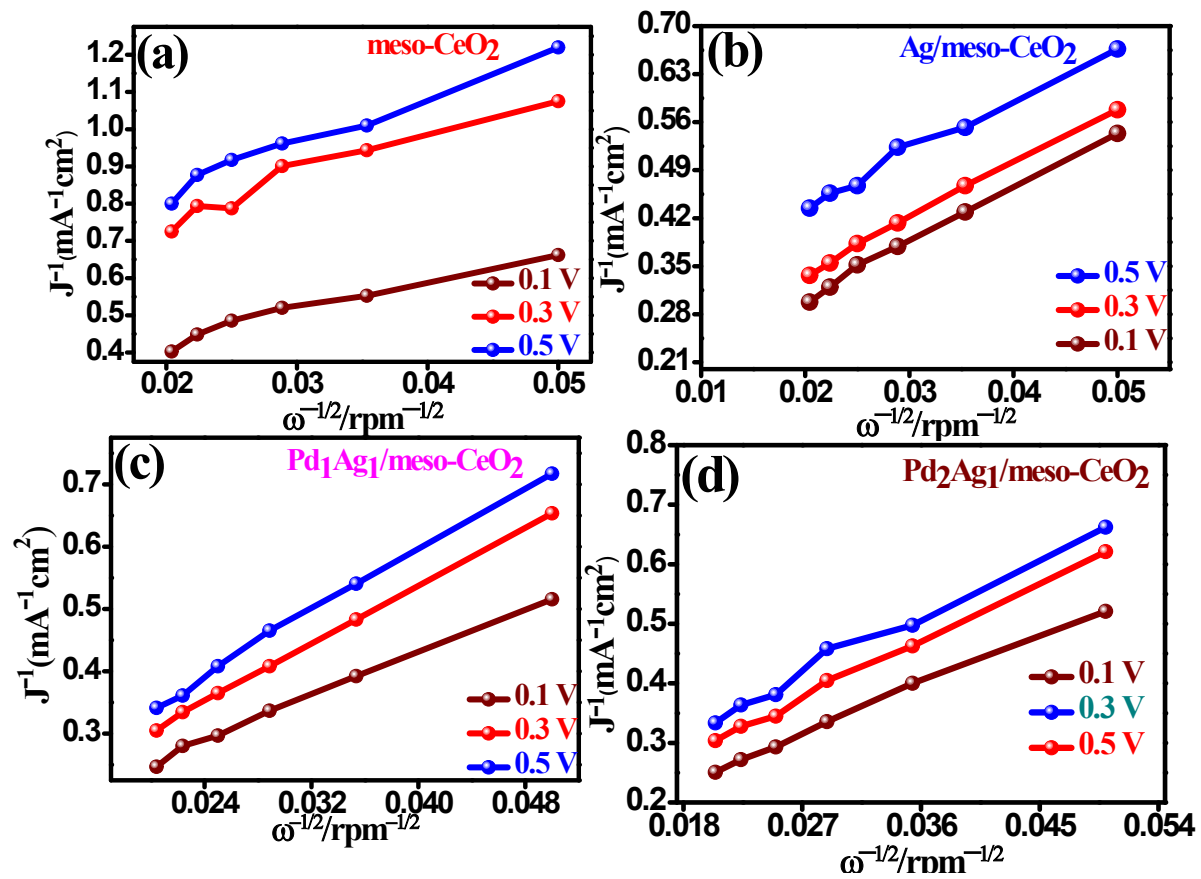 (a)
meso-CeO₂
1.2
1.1
1.0
0.9
0.8
0.7
0.6
0.5
0.4
J⁻¹(mA⁻¹cm²)
0.1 V
0.3 V
0.5 V
0.02 0.03 0.04 0.05
ω⁻¹/²/rpm⁻¹/²
(b)
Ag/meso-CeO₂
0.70
0.63
0.56
0.49
0.42
0.35
0.28
0.21
J⁻¹(mA⁻¹cm²)
0.5 V
0.3 V
0.1 V
0.01 0.02 0.03 0.04 0.05
ω⁻¹/²/rpm⁻¹/²
(c)
Pd₁Ag₁/meso-CeO₂
0.7
0.6
0.5
0.4
0.3
J⁻¹(mA⁻¹cm²)
0.1 V
0.3 V
0.5 V
0.024 0.032 0.040 0.048
ω⁻¹/²/rpm⁻¹/²
(d)
Pd₂Ag₁/meso-CeO₂
0.8
0.7
0.6
0.5
0.4
0.3
0.2
J⁻¹(mA⁻¹cm²)
0.1 V
0.3 V
0.5 V
0.018 0.027 0.036 0.045 0.054
ω⁻¹/²/rpm⁻¹/²